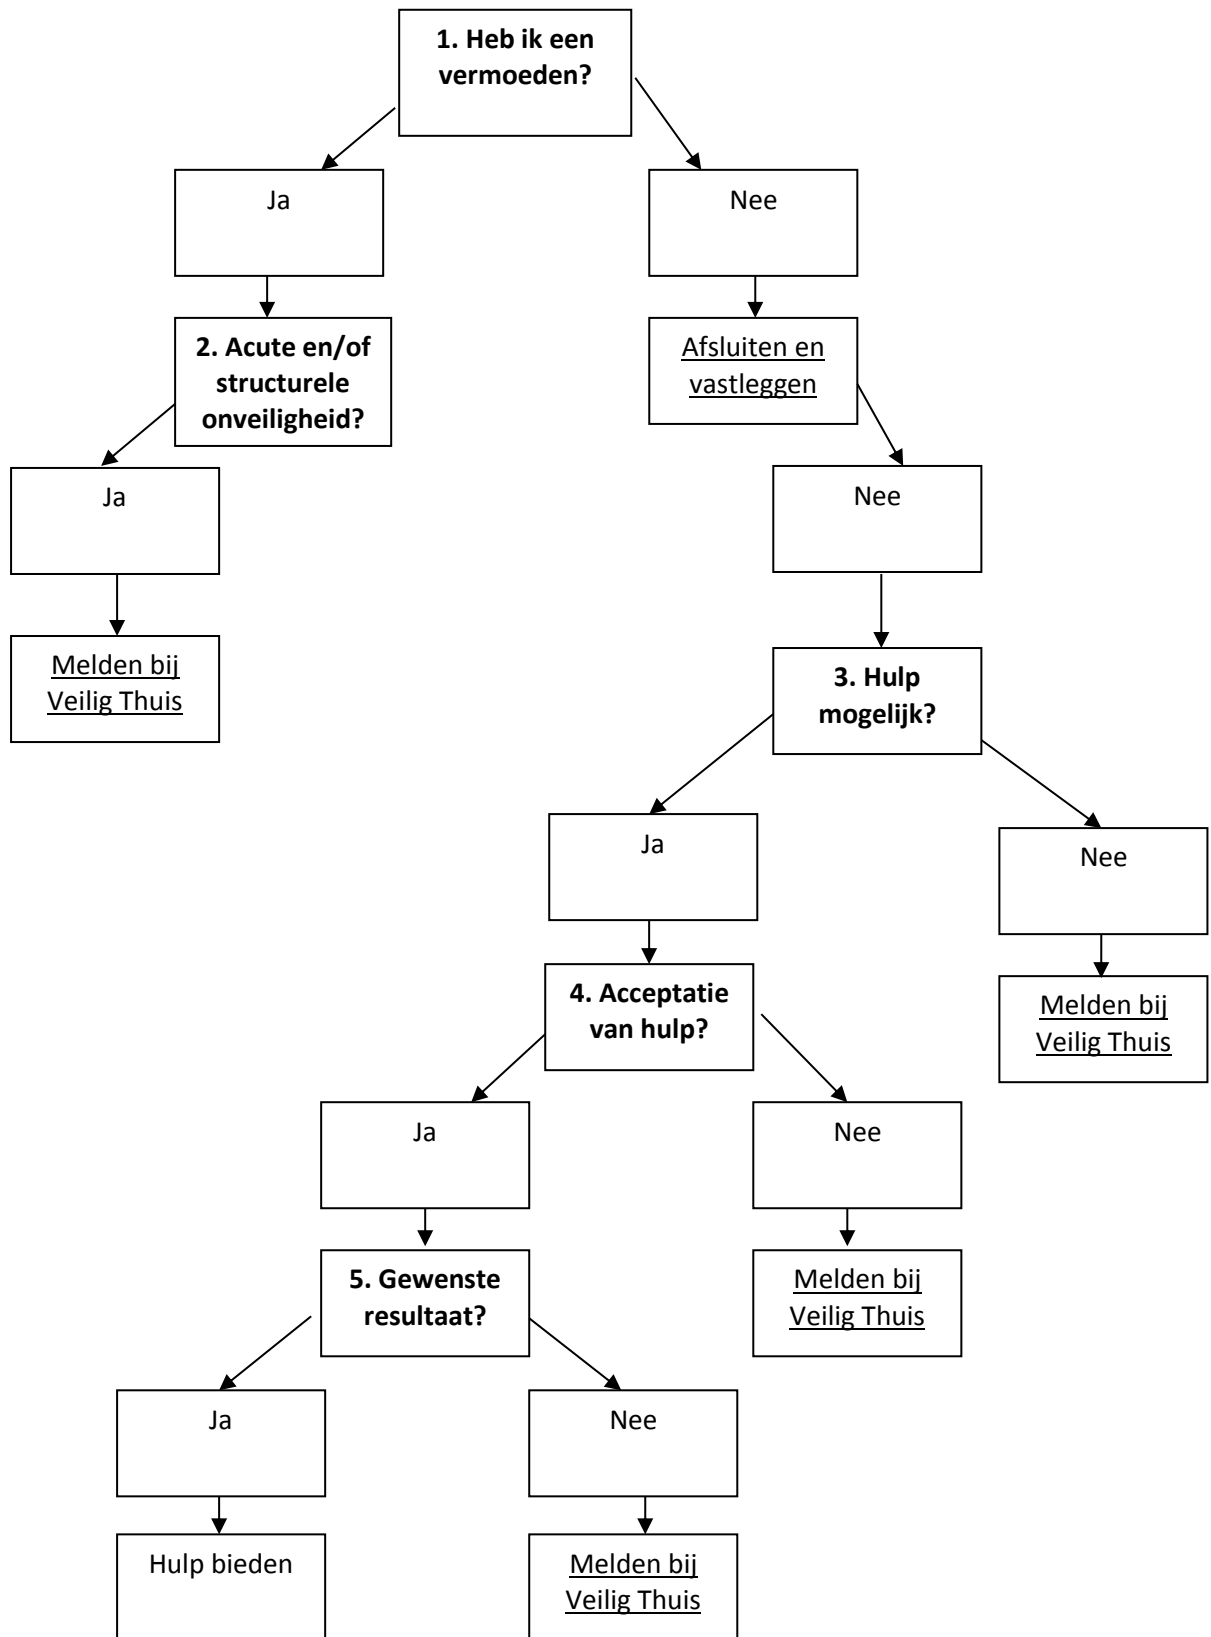 1. Heb ik een
vermoeden?
Ja
Nee
2. Acute en/of
structurele
onveiligheid?
Afsluiten en
vastleggen
Ja
Nee
Melden bij
Veilig Thuis
3. Hulp
mogelijk?
Ja
Nee
4. Acceptatie
van hulp?
Melden bij
Veilig Thuis
Ja
Nee
5. Gewenste
resultaat?
Melden bij
Veilig Thuis
Ja
Nee
Hulp bieden
Melden bij
Veilig Thuis